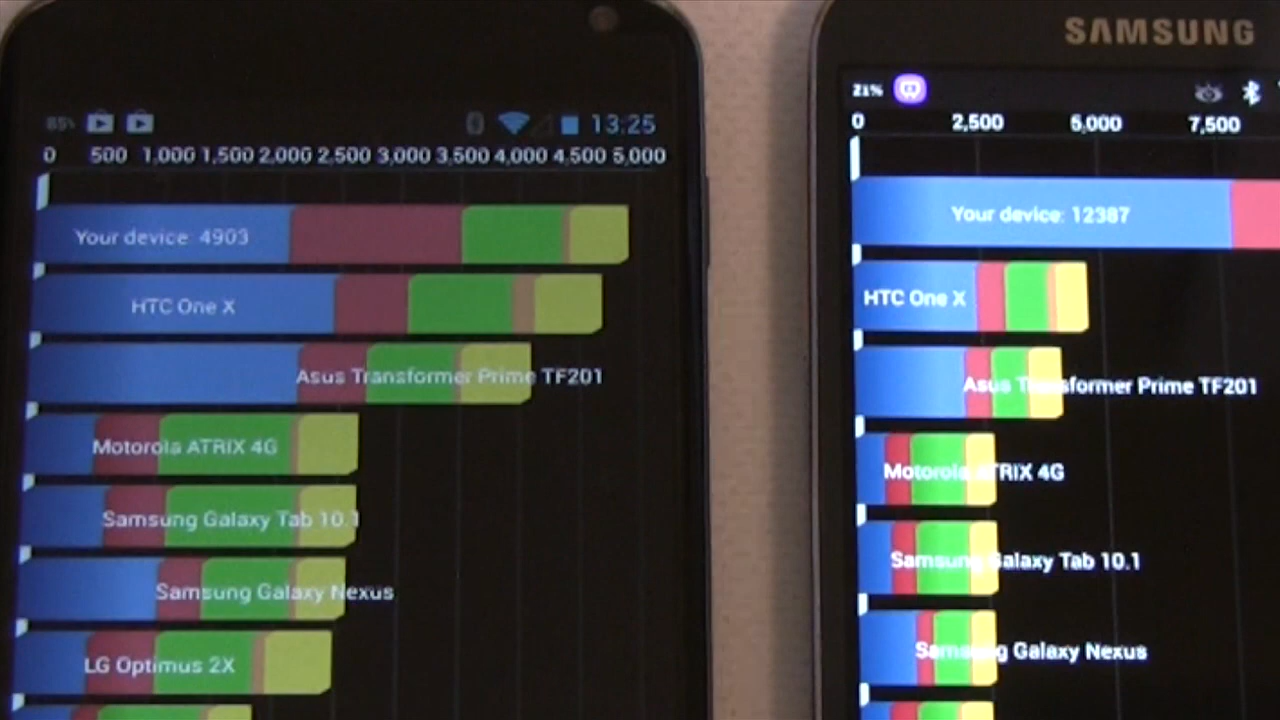 85% 13:25
0 500 1,000 1,500 2,000 2,500 3,000 3,500 4,000 4,500 5,000
Your device: 4903
HTC One X
Asus Transformer Prime TF201
Motorola ATRIX 4G
Samsung Galaxy Tab 10.1
Samsung Galaxy Nexus
LG Optimus 2X
SAMSUNG
21%
0 2,500 5,000 7,500
Your device: 12387
HTC One X
Asus Transformer Prime TF201
Motorola ATRIX 4G
Samsung Galaxy Tab 10.1
Samsung Galaxy Nexus